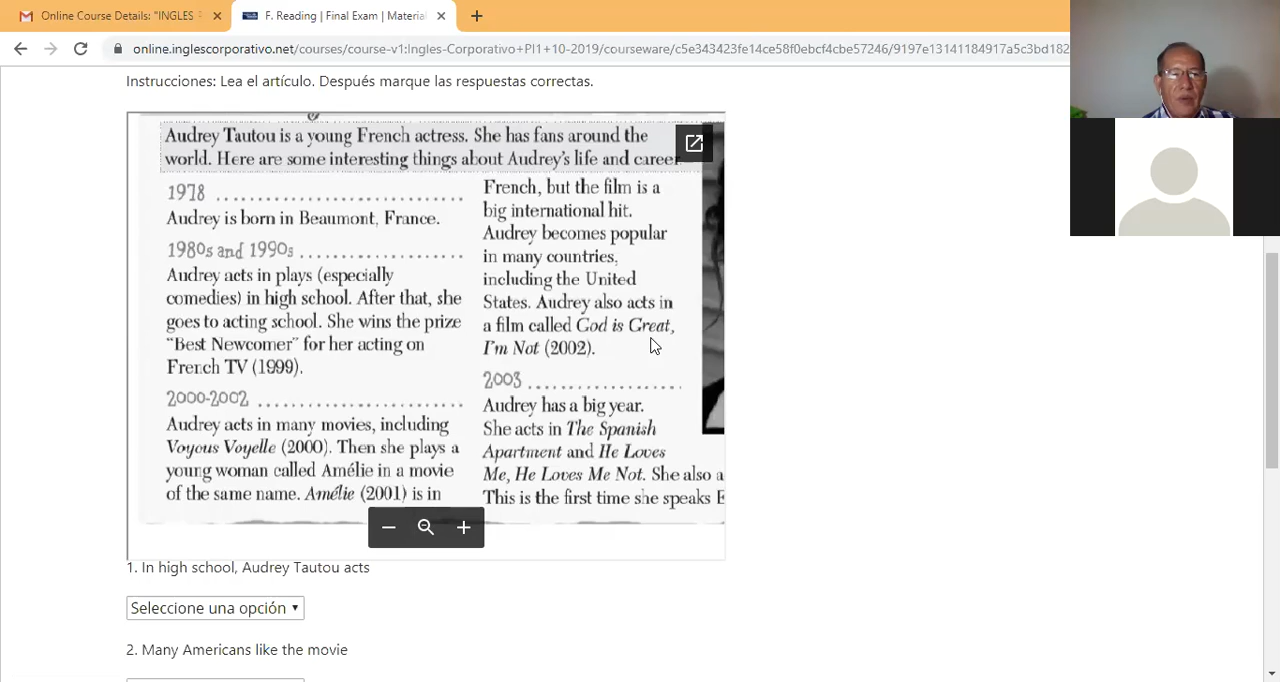 Online Course Details: "INGLES
F. Reading | Final Exam | Material
online.inglescorporativo.net/courses/course-v1:Ingles-Corporativo+PI1+10-2019/courseware/c5e343423fe14ce58f0ebcf4cbe57246/9197e13141184917a5c3bd182
Instrucciones: Lea el artículo. Después marque las respuestas correctas.
Audrey Tautou is a young French actress. She has fans around the
world. Here are some interesting things about Audrey's life and career
1978
Audrey is born in Beaumont, France.
1980s and 1990s
Audrey acts in plays (especially
comedies) in high school. After that, she
goes to acting school. She wins the prize
"Best Newcomer" for her acting on
French TV (1999).
2000-2002
Audrey acts in many movies, including
Voyous Voyelle (2000). Then she plays a
young woman called Amélie in a movie
of the same name. Amélie (2001) is in
French, but the film is a
big international hit.
Audrey becomes popular
in many countries,
including the United
States. Audrey also acts in
a film called God is Great,
I'm Not (2002).
2003
Audrey has a big year.
She acts in The Spanish
Apartment and He Loves
Me, He Loves Me Not. She also a
This is the first time she speaks E
1. In high school, Audrey Tautou acts
Seleccione una opción
2. Many Americans like the movie